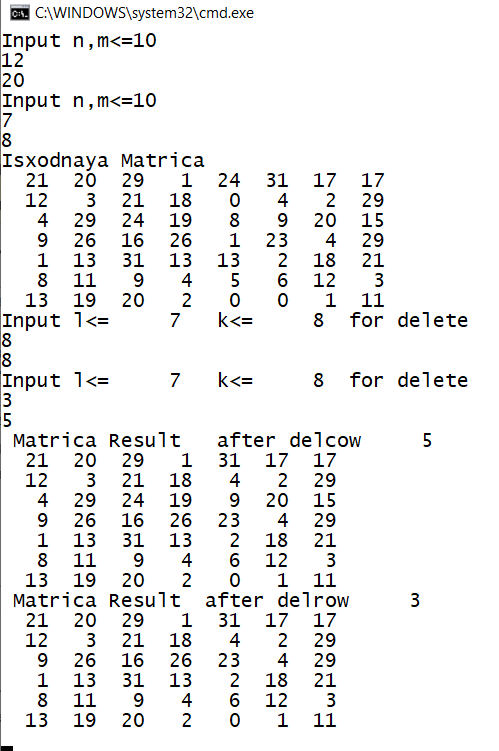 C:\WINDOWS\system32\cmd.exe
Input n,m<=10
12
20
Input n,m<=10
7
8
Isxodnaya Matrica
21 20 29 1 24 31 17 17
12 3 21 18 0 4 2 29
4 29 24 19 8 9 20 15
9 26 16 26 1 23 4 29
1 13 31 13 13 2 18 21
8 11 9 4 5 6 12 3
13 19 20 2 0 0 1 11
Input l<= 7 k<= 8 for delete
8
8
Input l<= 7 k<= 8 for delete
3
5
Matrica Result after delcow 5
21 20 29 1 31 17 17
12 3 21 18 4 2 29
4 29 24 19 9 20 15
9 26 16 26 23 4 29
1 13 31 13 2 18 21
8 11 9 4 6 12 3
13 19 20 2 0 1 11
Matrica Result after delrow 3
21 20 29 1 31 17 17
12 3 21 18 4 2 29
9 26 16 26 23 4 29
1 13 31 13 2 18 21
8 11 9 4 6 12 3
13 19 20 2 0 1 11